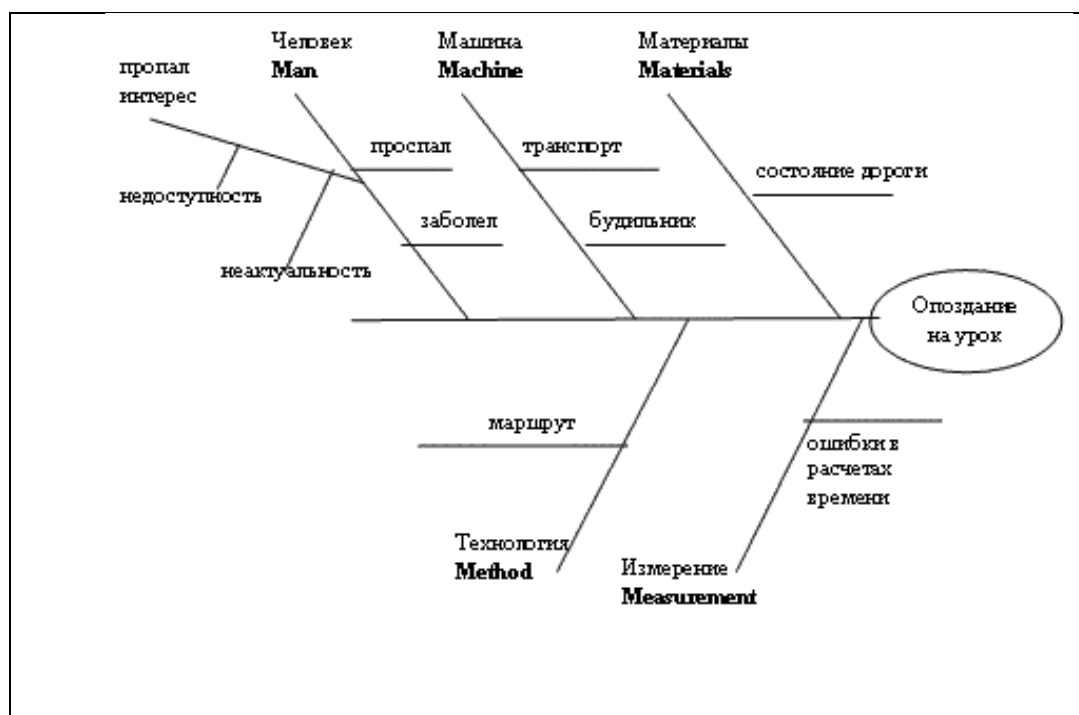 Человек
Man
Машина
Machine
Материалы
Materials
пропал
интерес
проспал
транспорт
состояние дороги
недоступность
заболел
будильник
неактуальность
Опоздание
на урок
маршрут
ошибки в
расчетах
времени
Технология
Method
Измерение
Measurement